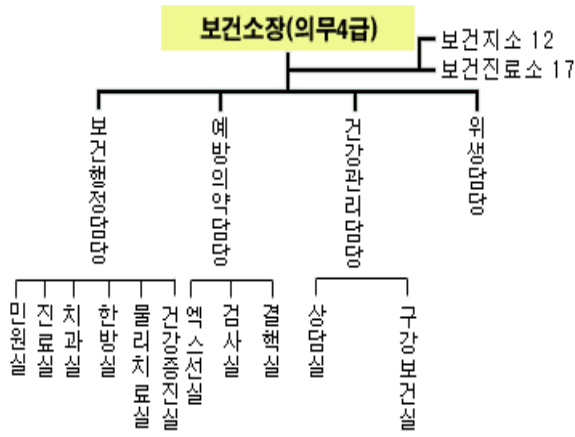 보건소장(의무4급)
보건지소 12
보건진료소 17
보건행정담당
예방의약담당
건강관리담당
위생담당
민원실
진료실
치과실
한방실
물리치료실
건강증진실
엑스선실
검사실
결핵실
상담실
구강보건실